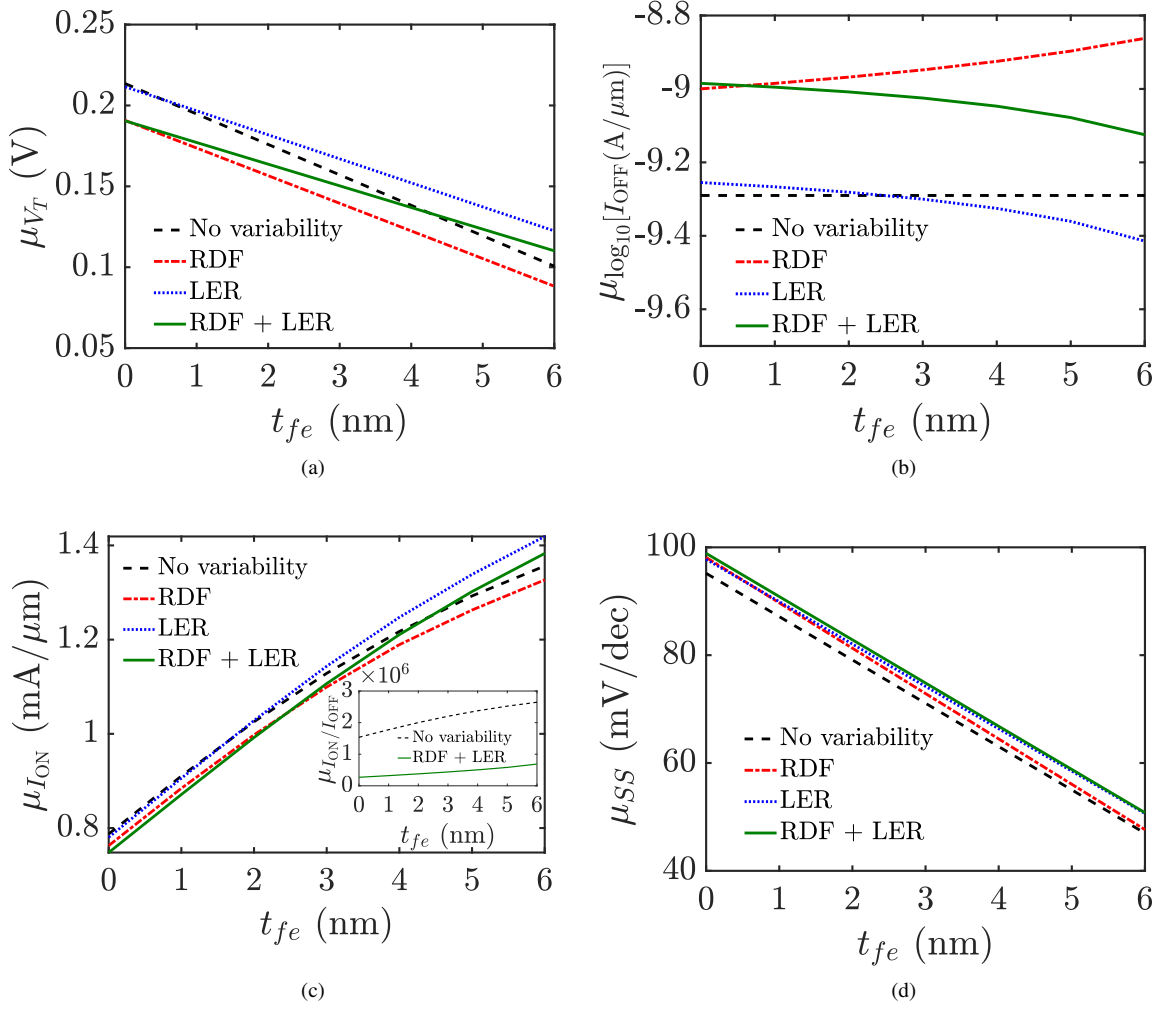 0.25
0.2
0.15
0.1
0.05
μ_{V_T} (V)
No variability
RDF
LER
RDF + LER
0 1 2 3 4 5 6
t_{fe} (nm)
(a)
-8.8
-9
-9.2
-9.4
-9.6
μ_{log_{10}[I_{OFF}(A/μm)]}
No variability
RDF
LER
RDF + LER
0 1 2 3 4 5 6
t_{fe} (nm)
(b)
1.4
1.2
1
0.8
μ_{I_{ON}} (mA/μm)
No variability
RDF
LER
RDF + LER
×10^6
3
2
1
0
μ_{I_{ON}/I_{OFF}}
No variability
RDF + LER
0 1 2 3 4 5 6
t_{fe} (nm)
0 1 2 3 4 5 6
t_{fe} (nm)
(c)
100
80
60
40
μ_{SS} (mV/dec)
No variability
RDF
LER
RDF + LER
0 1 2 3 4 5 6
t_{fe} (nm)
(d)